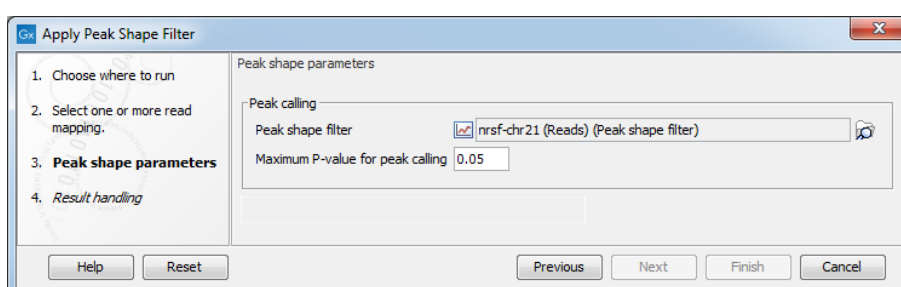 Gx Apply Peak Shape Filter X
1. Choose where to run
2. Select one or more read
mapping.
3. Peak shape parameters
4. Result handling
Peak shape parameters
Peak calling
Peak shape filter nrsf-chr21 (Reads) (Peak shape filter)
Maximum P-value for peak calling 0.05
Help Reset Previous Next Finish Cancel